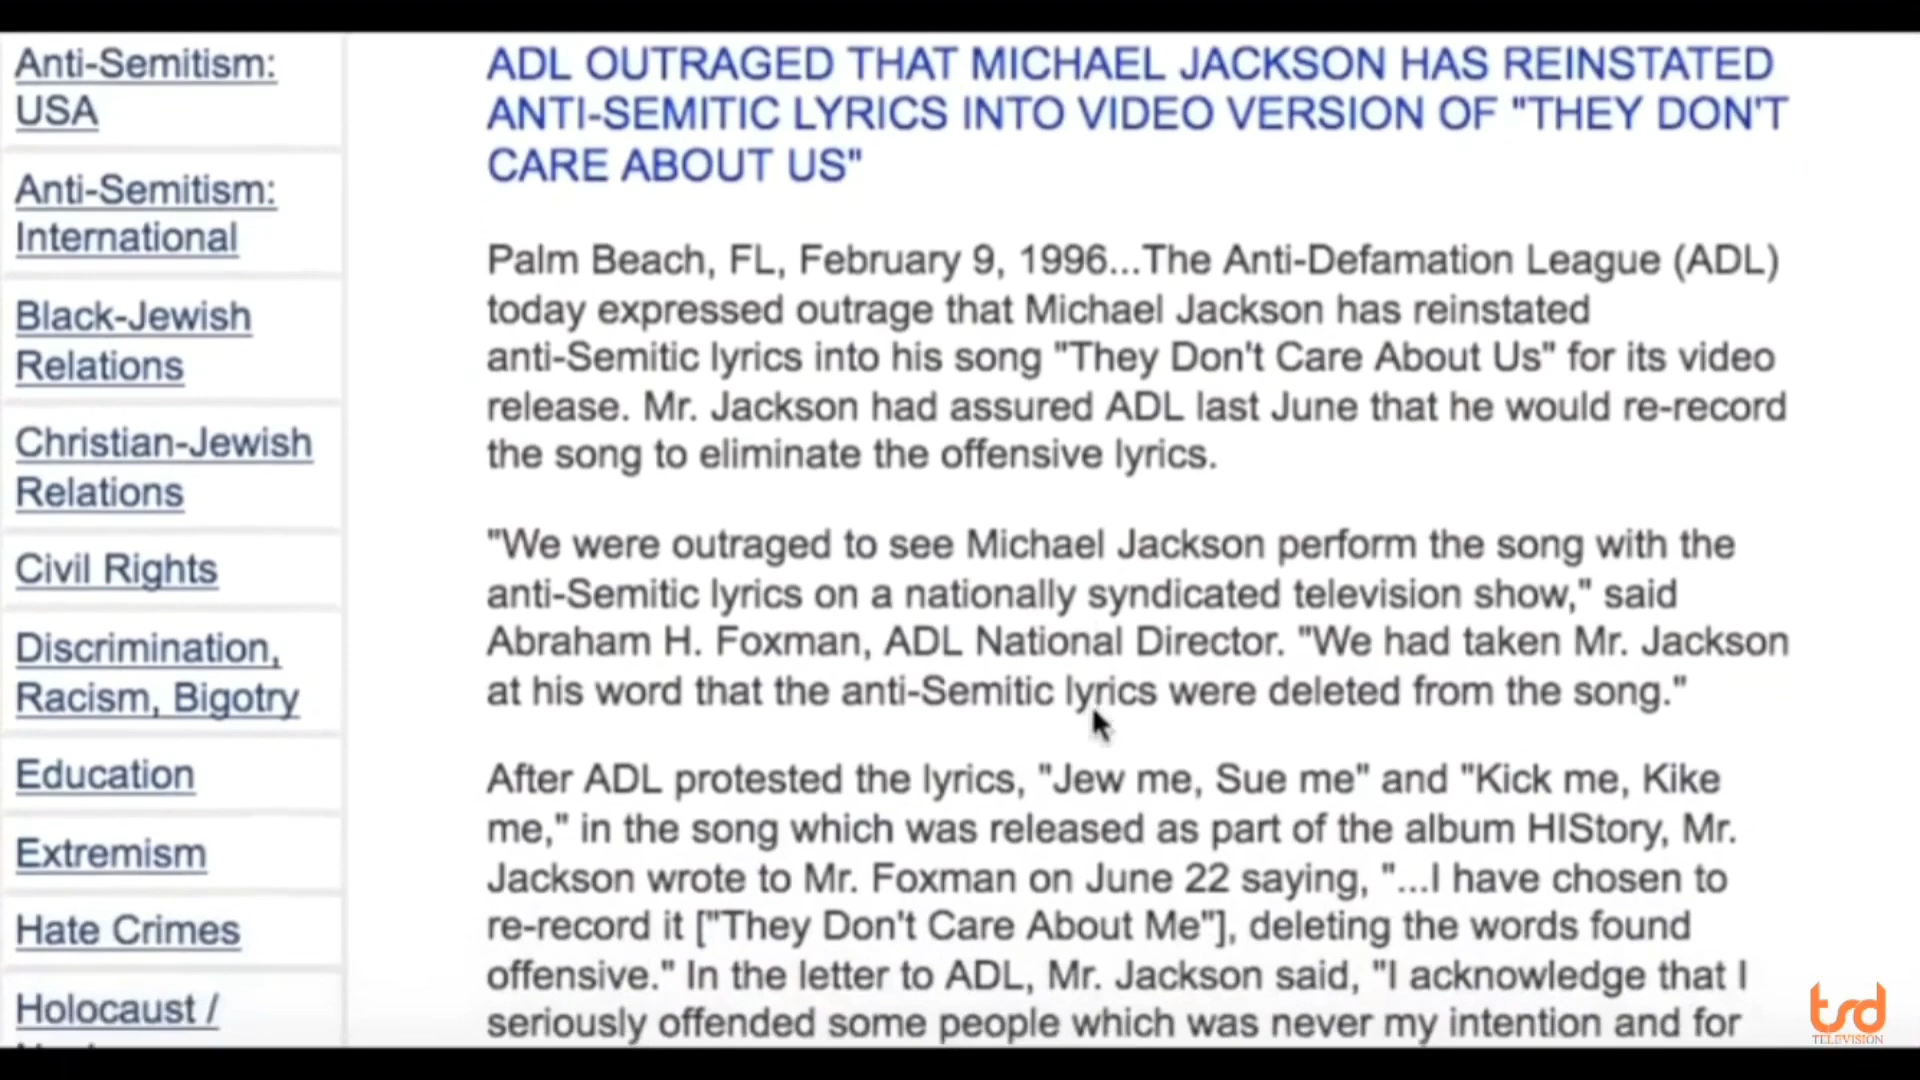 Anti-Semitism:
USA
Anti-Semitism:
International
Black-Jewish
Relations
Christian-Jewish
Relations
Civil Rights
Discrimination,
Racism, Bigotry
Education
Extremism
Hate Crimes
Holocaust /
ADL OUTRAGED THAT MICHAEL JACKSON HAS REINSTATED
ANTI-SEMITIC LYRICS INTO VIDEO VERSION OF "THEY DON'T
CARE ABOUT US"
Palm Beach, FL, February 9, 1996...The Anti-Defamation League (ADL)
today expressed outrage that Michael Jackson has reinstated
anti-Semitic lyrics into his song "They Don't Care About Us" for its video
release. Mr. Jackson had assured ADL last June that he would re-record
the song to eliminate the offensive lyrics.
"We were outraged to see Michael Jackson perform the song with the
anti-Semitic lyrics on a nationally syndicated television show," said
Abraham H. Foxman, ADL National Director. "We had taken Mr. Jackson
at his word that the anti-Semitic lyrics were deleted from the song."
After ADL protested the lyrics, "Jew me, Sue me" and "Kick me, Kike
me," in the song which was released as part of the album HIStory, Mr.
Jackson wrote to Mr. Foxman on June 22 saying, "...I have chosen to
re-record it ["They Don't Care About Me"], deleting the words found
offensive." In the letter to ADL, Mr. Jackson said, "I acknowledge that I
seriously offended some people which was never my intention and for
tsd
TELEVISION